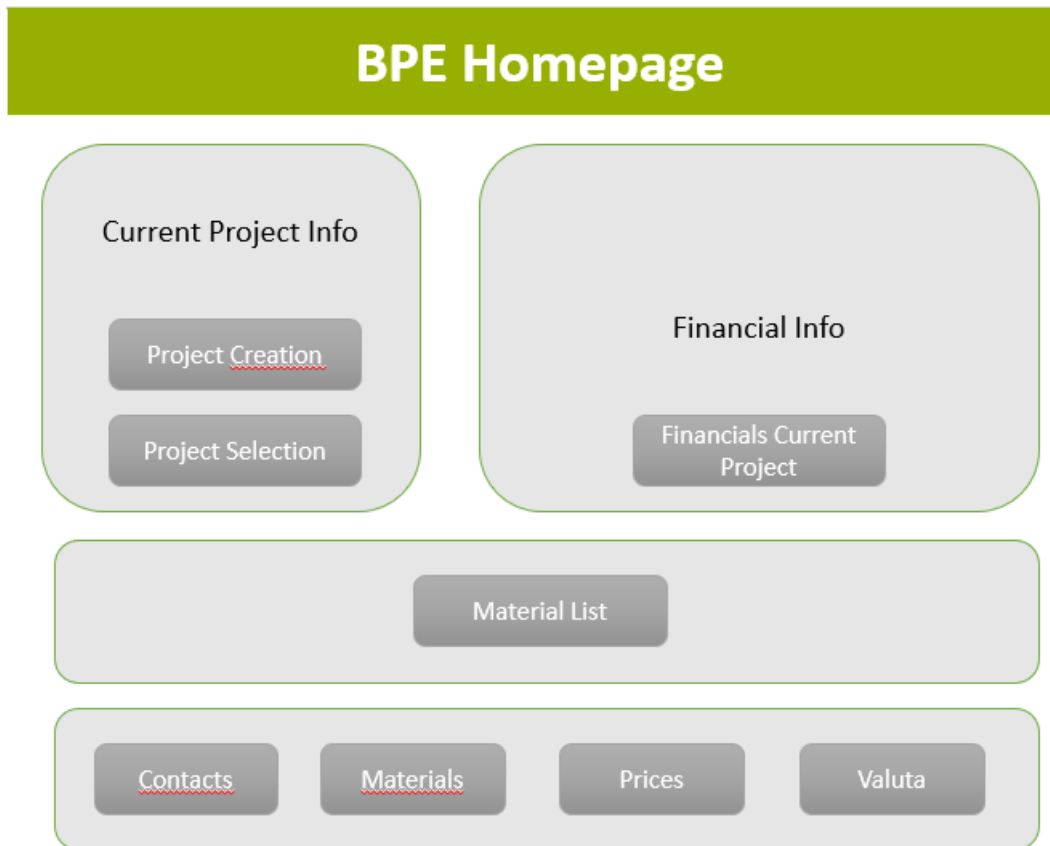 BPE Homepage
Current Project Info
Project Creation
Project Selection
Financial Info
Financials Current
Project
Material List
Contacts
Materials
Prices
Valuta